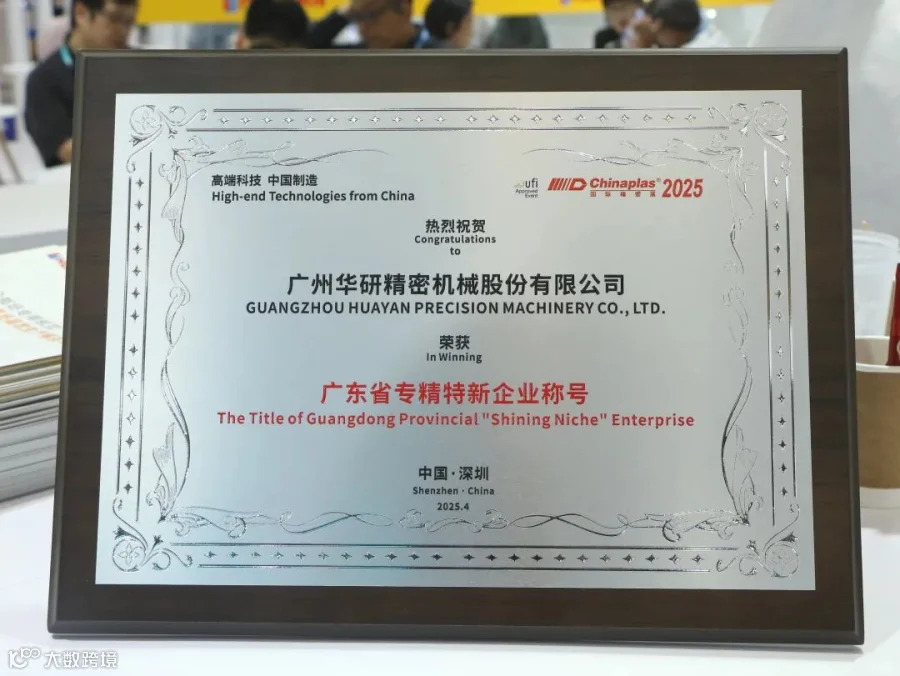 高端科技 中国制造
High-end Technologies from China
ufi
Approved
Event
Chinaplas® 2025
国际橡塑展
热烈祝贺
Congratulations
to
广州华研精密机械股份有限公司
GUANGZHOU HUAYAN PRECISION MACHINERY CO., LTD.
荣获
In Winning
广东省专精特新企业称号
The Title of Guangdong Provincial "Shining Niche" Enterprise
中国·深圳
Shenzhen · China
2025.4
大数跨境